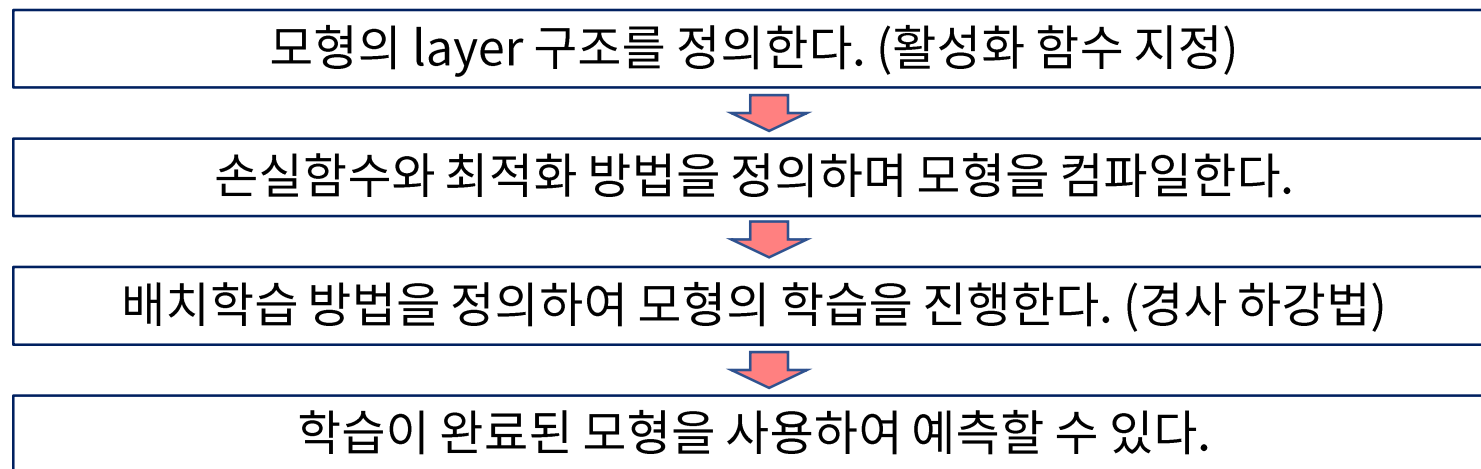 모형의 layer 구조를 정의한다. (활성화 함수 지정)
손실함수와 최적화 방법을 정의하며 모형을 컴파일한다.
배치학습 방법을 정의하여 모형의 학습을 진행한다. (경사 하강법)
학습이 완료된 모형을 사용하여 예측할 수 있다.